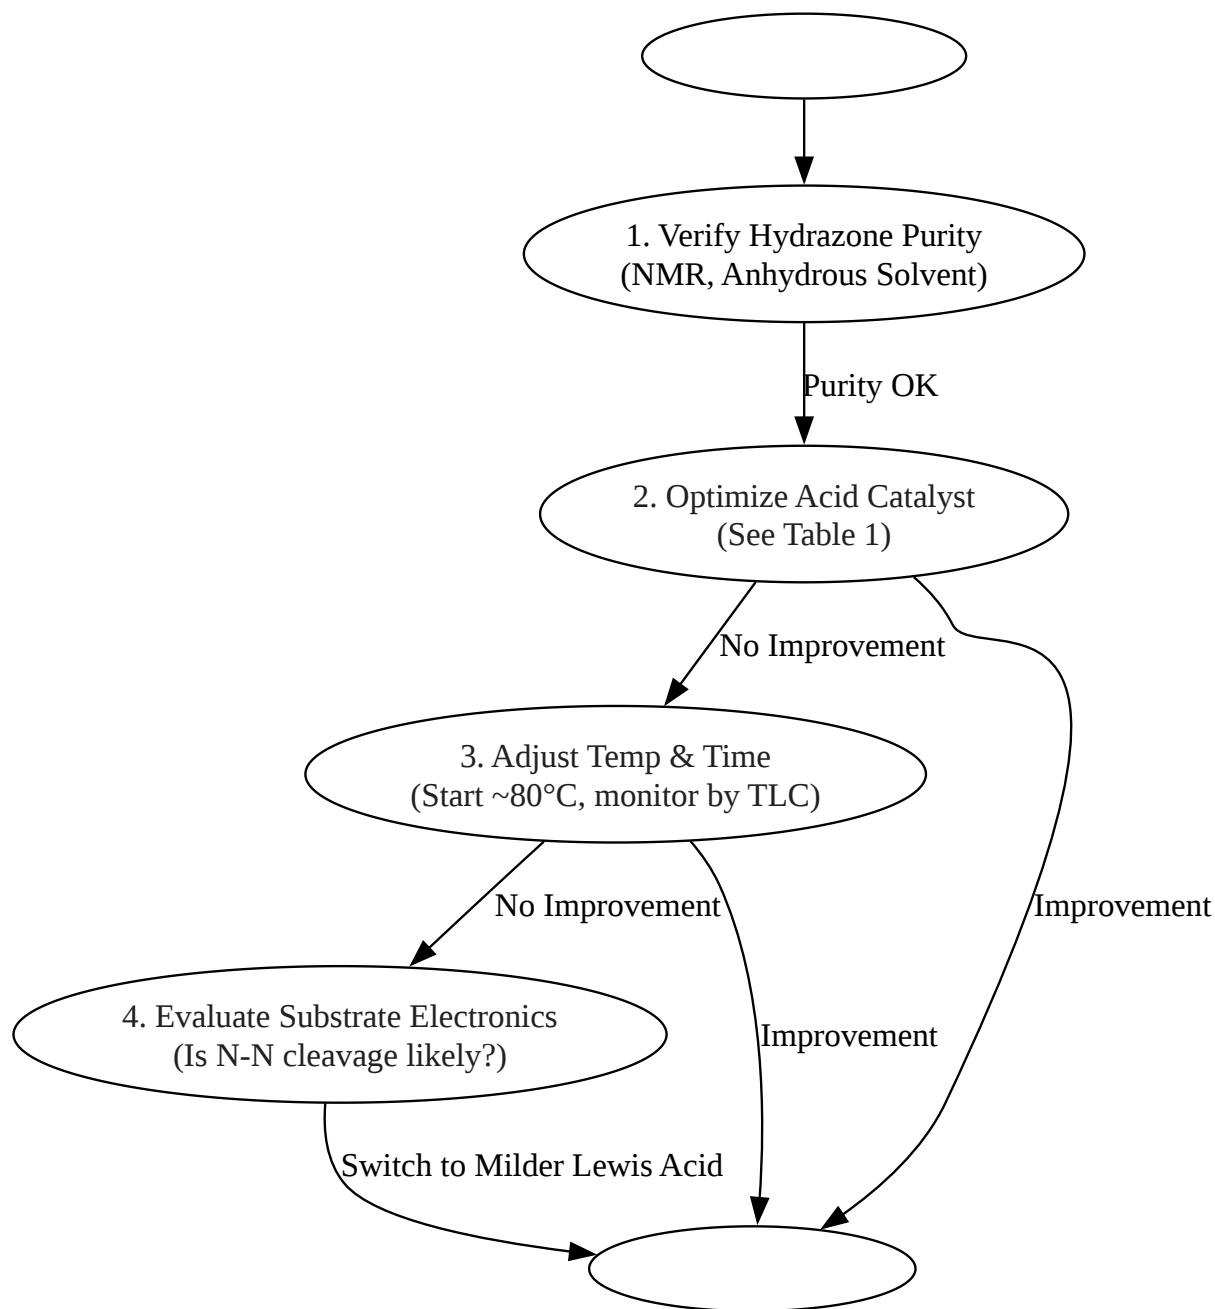 1. Verify Hydrazone Purity
(NMR, Anhydrous Solvent)
Purity OK
2. Optimize Acid Catalyst
(See Table 1)
No Improvement
3. Adjust Temp & Time
(Start ~80°C, monitor by TLC)
No Improvement
Improvement
4. Evaluate Substrate Electronics
(Is N-N cleavage likely?)
Improvement
Switch to Milder Lewis Acid